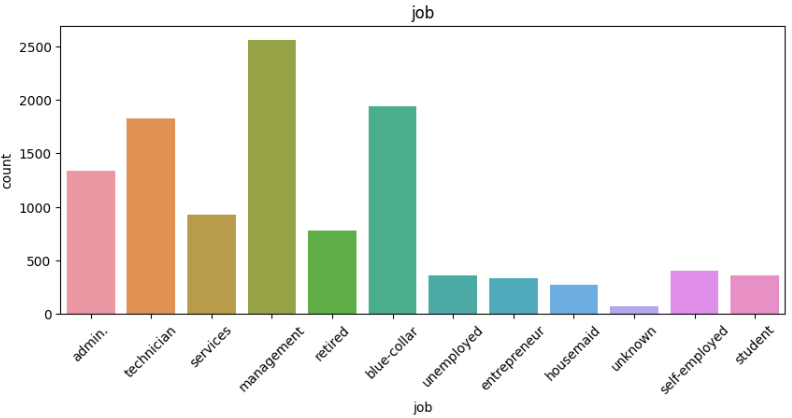 job
2500
2000
1500
1000
500
0
count
admin.
technician
services
management
retired
blue-collar
unemployed
entrepreneur
housemaid
unknown
self-employed
student
job